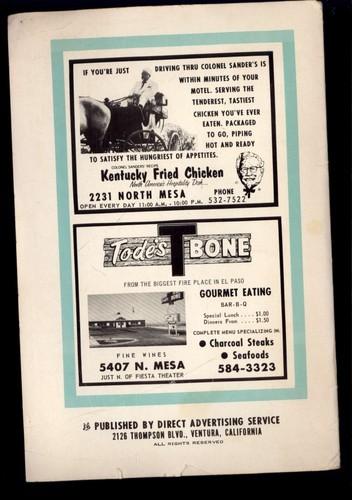 IF YOU'RE JUST DRIVING THRU COLONEL SANDER'S IS
WITHIN MINUTES OF YOUR
MOTEL. SERVING THE
TENDEREST, TASTIEST
CHICKEN YOU'VE EVER
EATEN. PACKAGED
TO GO, PIPING
HOT AND READY
TO SATISFY THE HUNGRIEST OF APPETITES.
COLONEL SANDERS' RECIPE
Kentucky Fried Chicken
North America's Hospitality Dish...
2231 NORTH MESA PHONE
OPEN EVERY DAY 11:00 A.M. - 10:00 P.M. 532-7522
Tode's T BONE
FROM THE BIGGEST FIRE PLACE IN EL PASO
GOURMET EATING
BAR-B-Q
Special Lunch .... $1.00
Dinners From .... $1.50
COMPLETE MENU SPECIALIZING IN:
● Charcoal Steaks
● Seafoods
FINE WINES
5407 N. MESA 584-3323
JUST N. OF FIESTA THEATER
PUBLISHED BY DIRECT ADVERTISING SERVICE
2126 THOMPSON BLVD., VENTURA, CALIFORNIA
ALL RIGHTS RESERVED